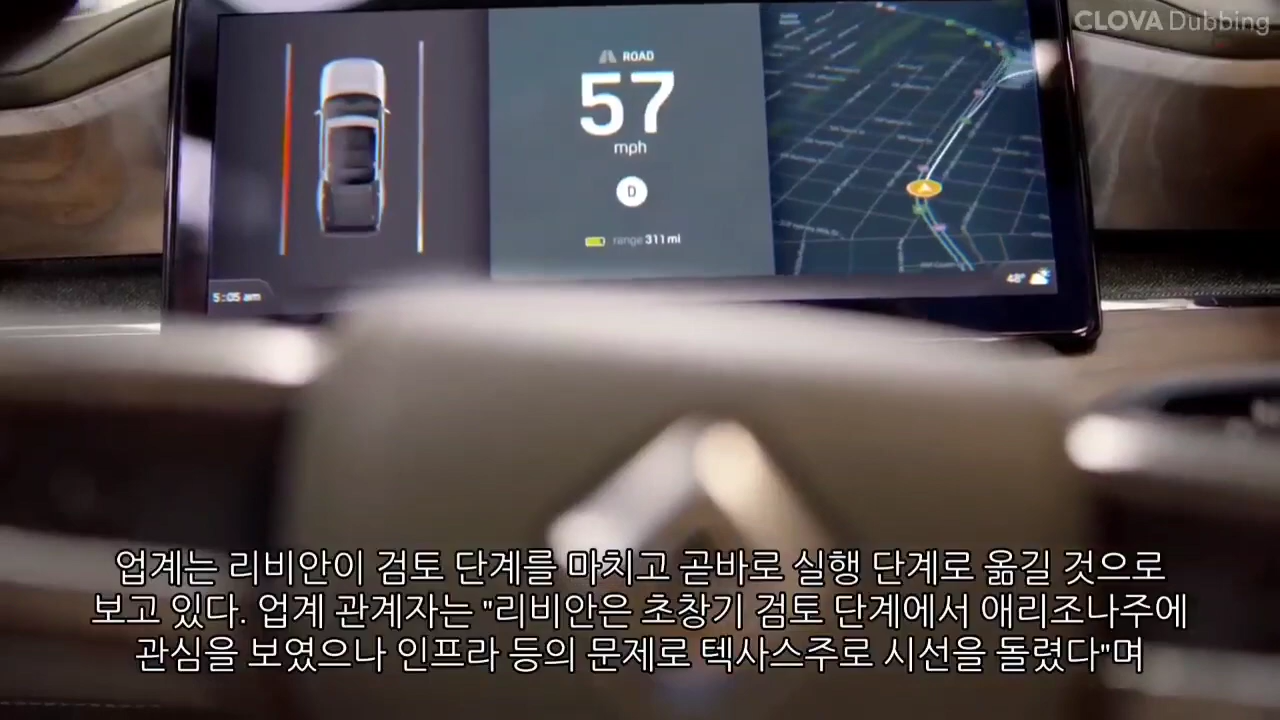 CLOVA Dubbing
ROAD
57
mph
D
range 311 mi
5:05 am
48°
업계는 리비안이 검토 단계를 마치고 곧바로 실행 단계로 옮길 것으로
보고 있다. 업계 관계자는 "리비안은 초창기 검토 단계에서 애리조나주에
관심을 보였으나 인프라 등의 문제로 텍사스주로 시선을 돌렸다"며